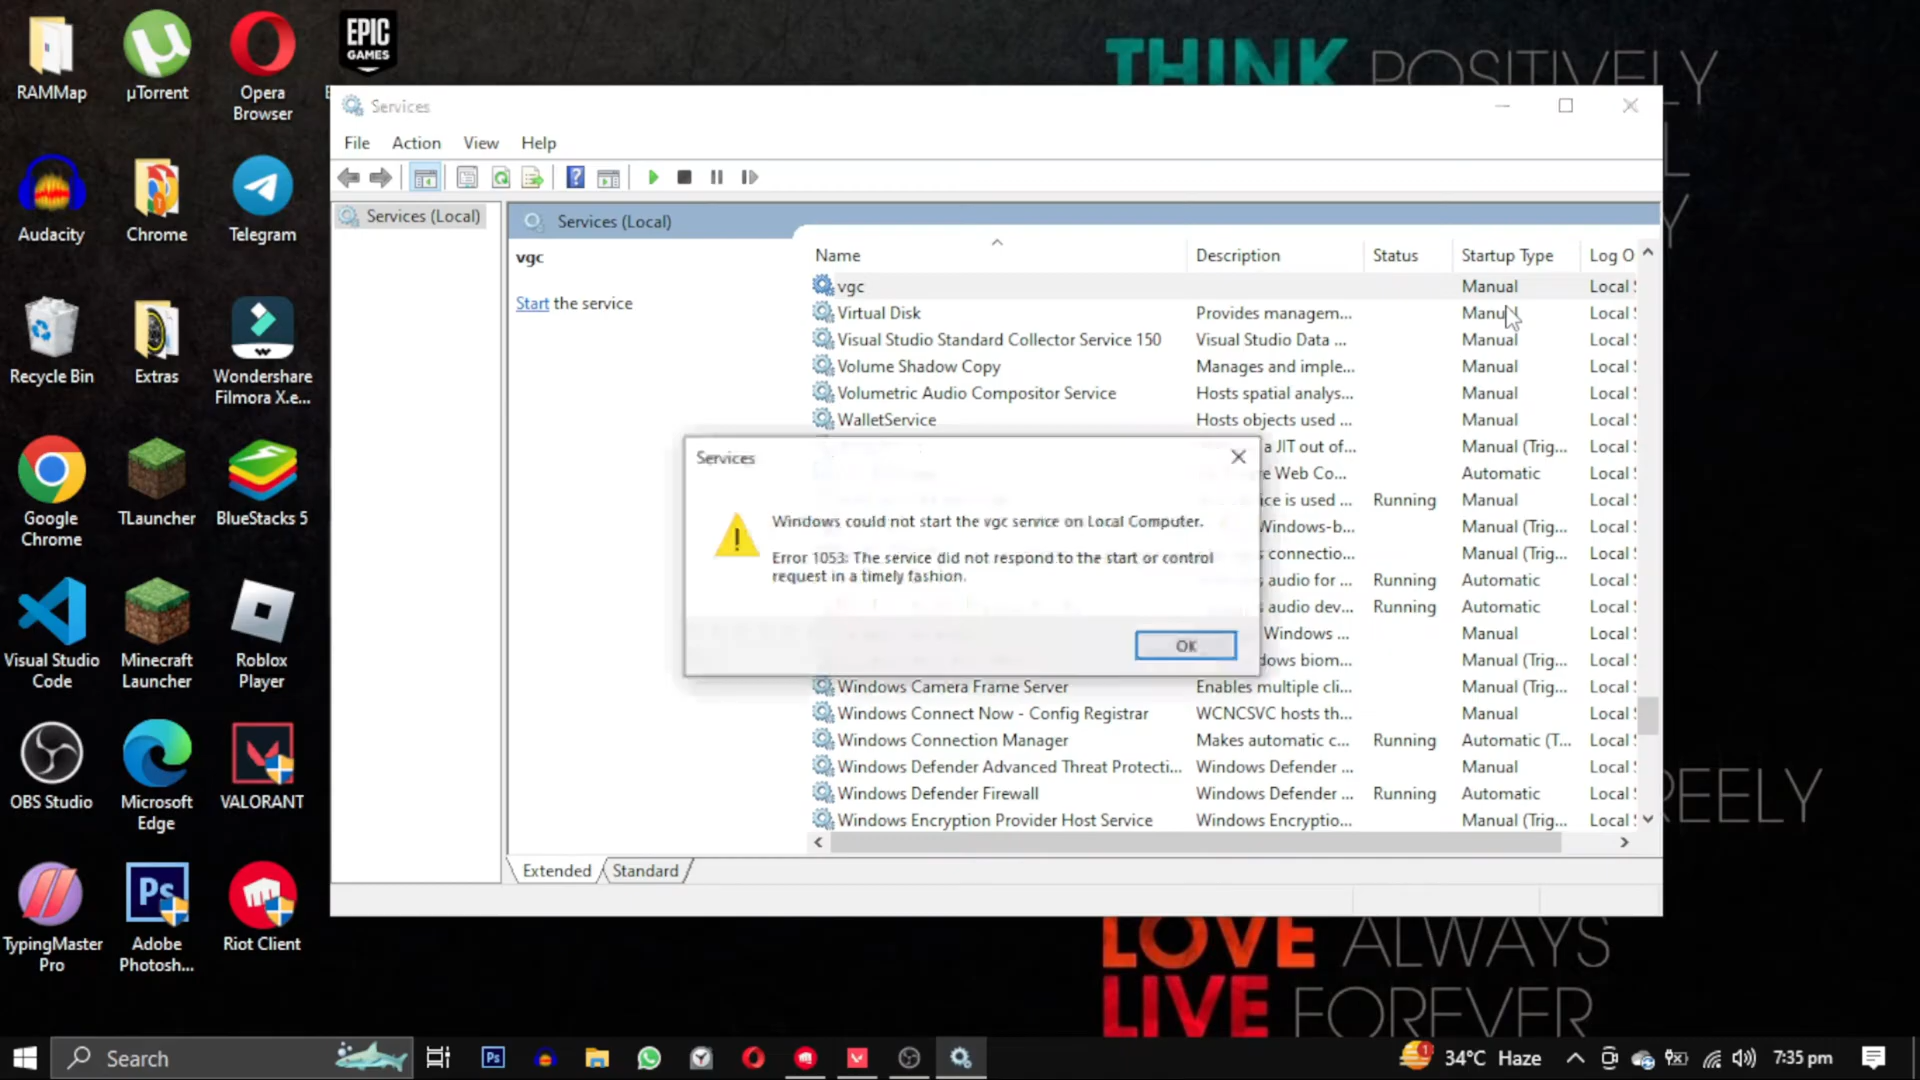 RAMMap
µTorrent
Opera
Browser
EPIC
GAMES
Audacity
Chrome
Telegram
Recycle Bin
Extras
Wondershare
Filmora X.e...
Google
Chrome
TLauncher
BlueStacks 5
Visual Studio
Code
Minecraft
Launcher
Roblox
Player
OBS Studio
Microsoft
Edge
VALORANT
TypingMaster
Pro
Ps
Adobe
Photosh...
Riot Client
THINK POSITIVELY
Services
File Action View Help
Services (Local)
Services (Local)
vgc
Start the service
Name Description Status Startup Type Log O
vgc Manual Local S
Virtual Disk Provides managem... Manual Local S
Visual Studio Standard Collector Service 150 Visual Studio Data ... Manual Local S
Volume Shadow Copy Manages and imple... Manual Local S
Volumetric Audio Compositor Service Hosts spatial analys... Manual Local S
WalletService Hosts objects used ... Manual Local S
a JIT out of... Manual (Trig... Local S
re Web Co... Automatic Local S
ice is used ... Running Manual Local S
Windows-b... Manual (Trig... Local S
s connectio... Manual (Trig... Local S
s audio for ... Running Automatic Local S
s audio dev... Running Automatic Local S
Windows ... Manual Local S
dows biom... Manual (Trig... Local S
Windows Camera Frame Server Enables multiple cli... Manual (Trig... Local S
Windows Connect Now - Config Registrar WCNCSVC hosts th... Manual Local S
Windows Connection Manager Makes automatic c... Running Automatic (T... Local S
Windows Defender Advanced Threat Protecti... Windows Defender ... Manual Local S
Windows Defender Firewall Windows Defender ... Running Automatic Local S
Windows Encryption Provider Host Service Windows Encryptio... Manual (Trig... Local S
Services
Windows could not start the vgc service on Local Computer.
Error 1053: The service did not respond to the start or control
request in a timely fashion.
OK
Extended Standard
REELY
LOVE ALWAYS
LIVE FOREVER
Search
Ps
1
34°C Haze
7:35 pm